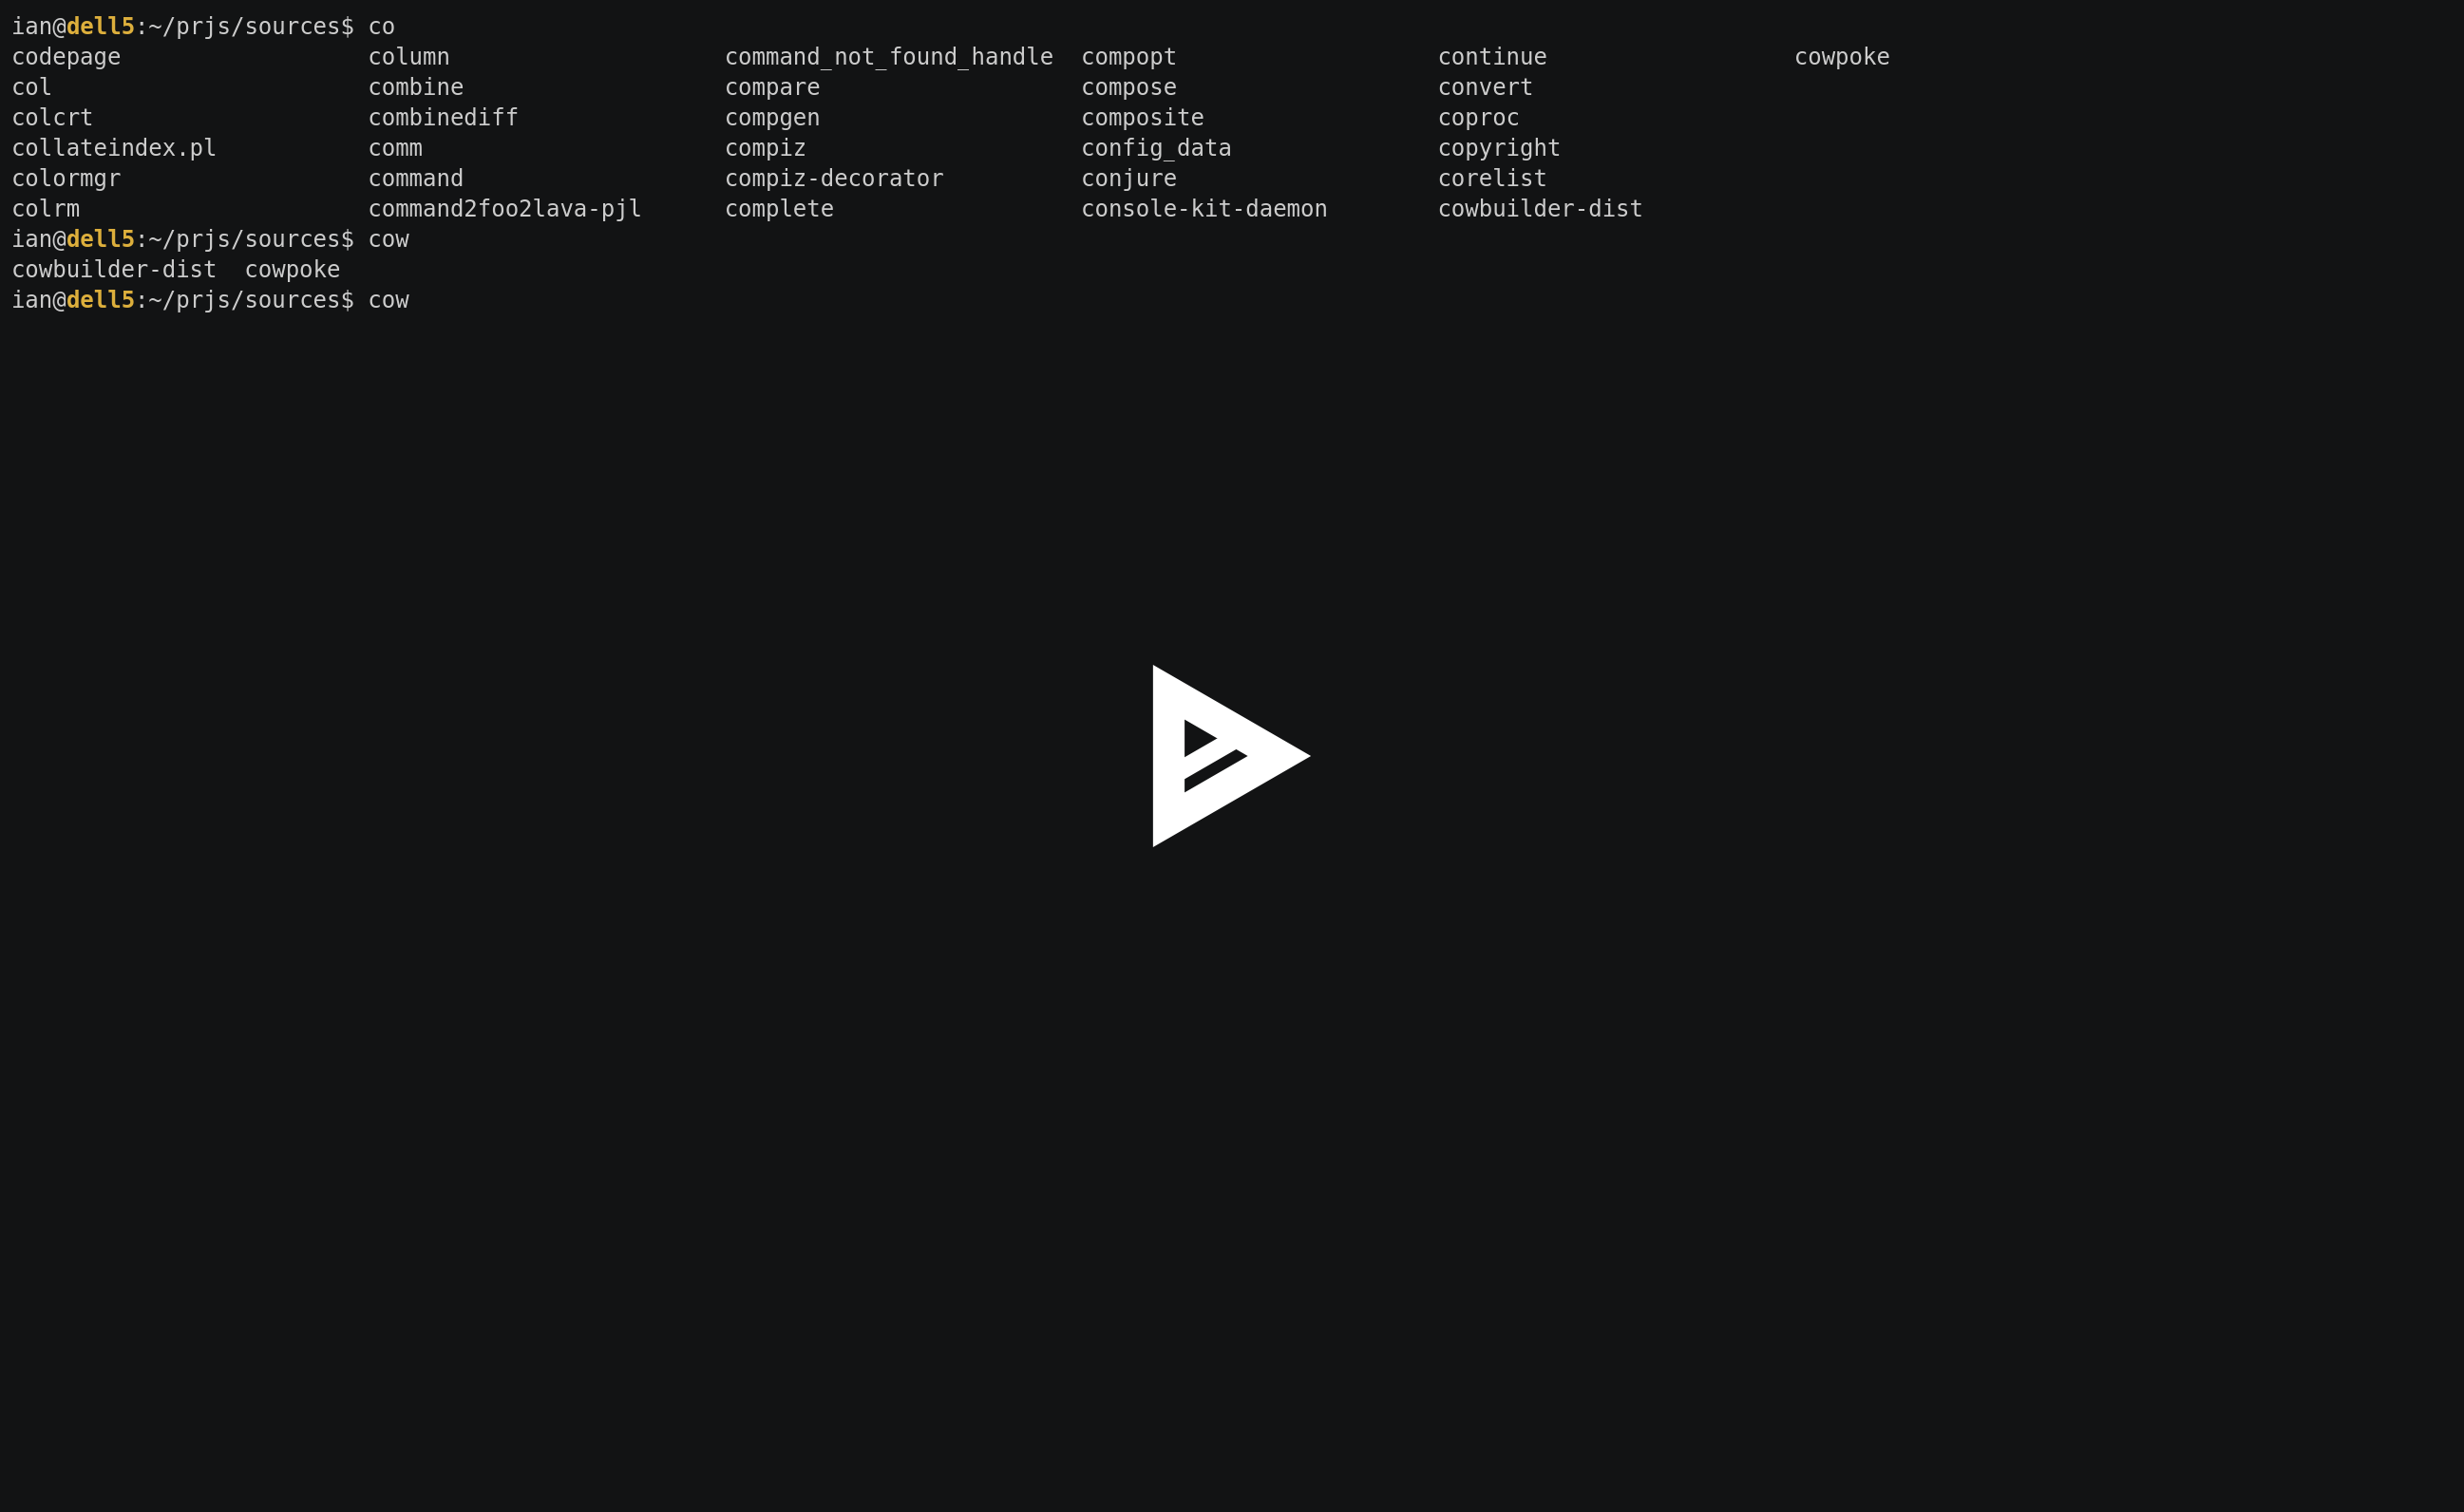 ian@dell5:~/prjs/sources$ co
codepage                  column                    command_not_found_handle  compopt                   continue                  cowpoke
col                       combine                   compare                   compose                   convert
colcrt                    combinediff               compgen                   composite                 coproc
collateindex.pl           comm                      compiz                    config_data               copyright
colormgr                  command                   compiz-decorator          conjure                   corelist
colrm                     command2foo2lava-pjl      complete                  console-kit-daemon        cowbuilder-dist
ian@dell5:~/prjs/sources$ cow
cowbuilder-dist  cowpoke
ian@dell5:~/prjs/sources$ cow